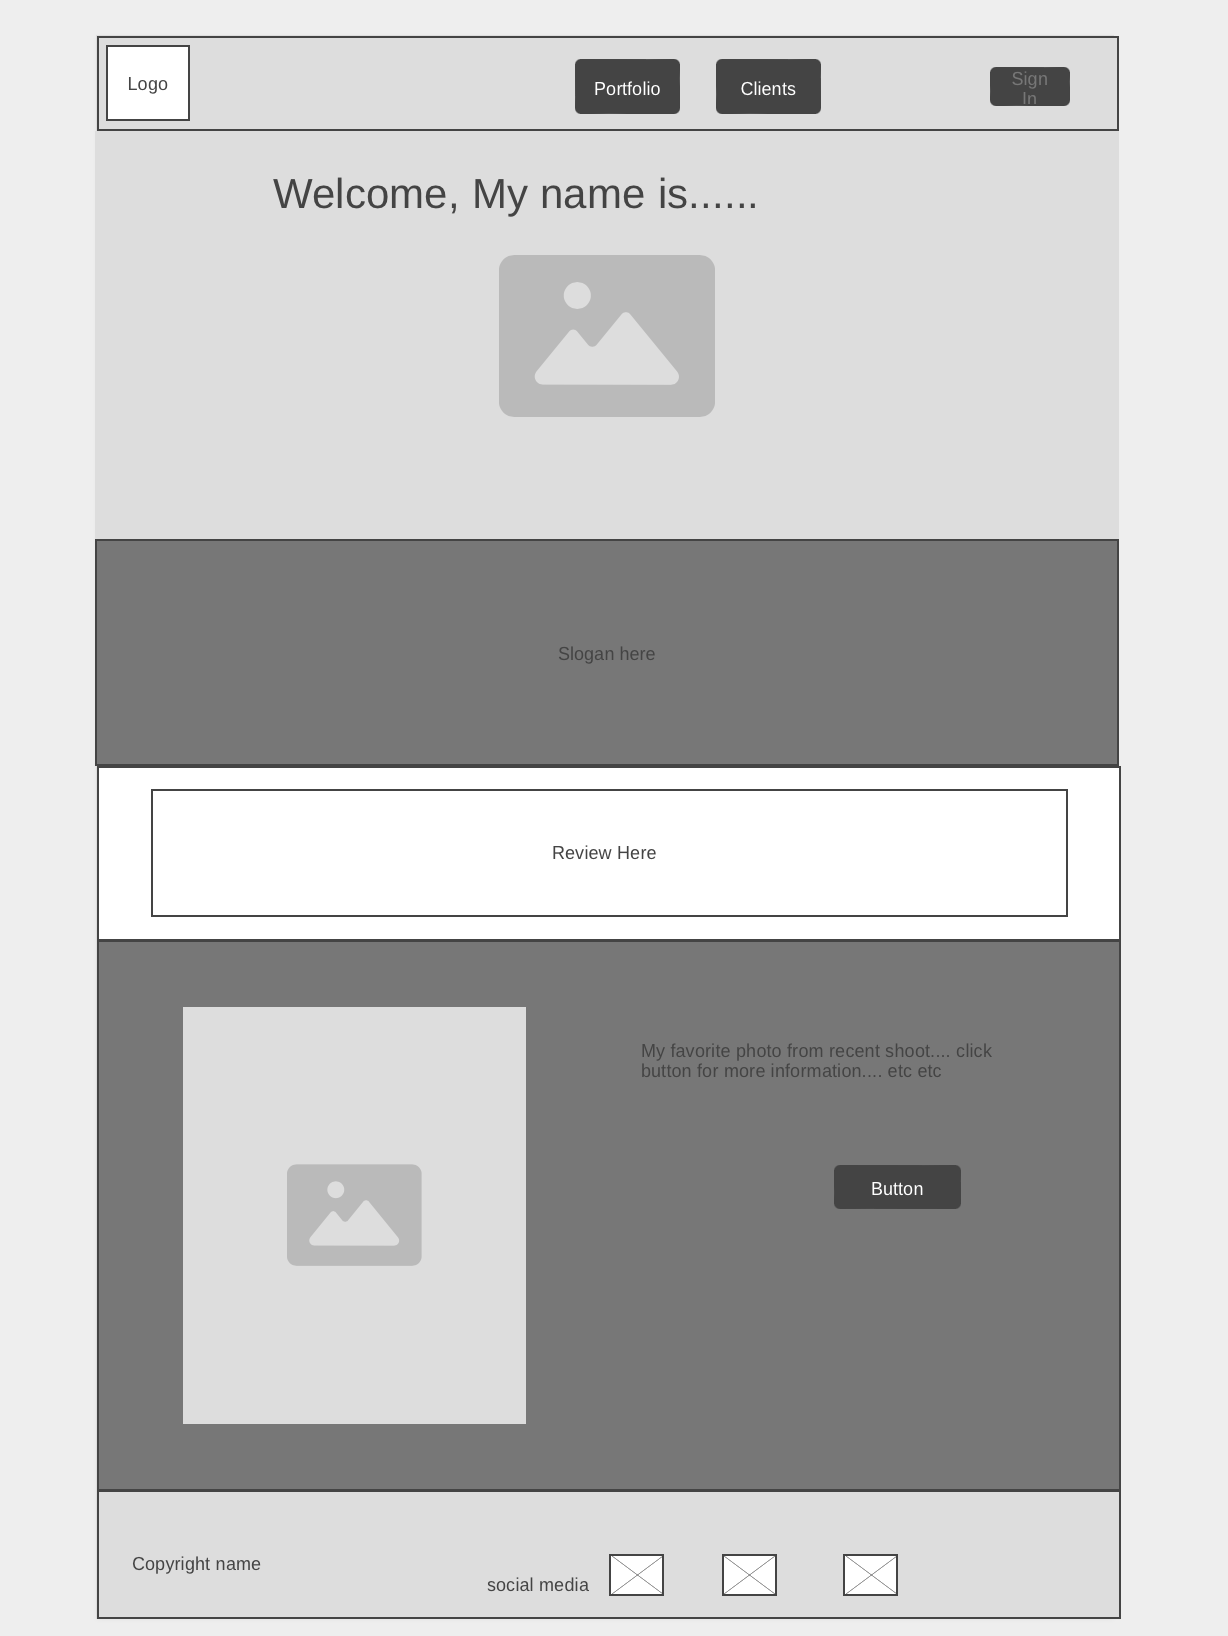 Logo
Portfolio
Clients
Sign
In
Welcome, My name is......
Slogan here
Review Here
My favorite photo from recent shoot.... click
button for more information.... etc etc
Button
Copyright name
social media